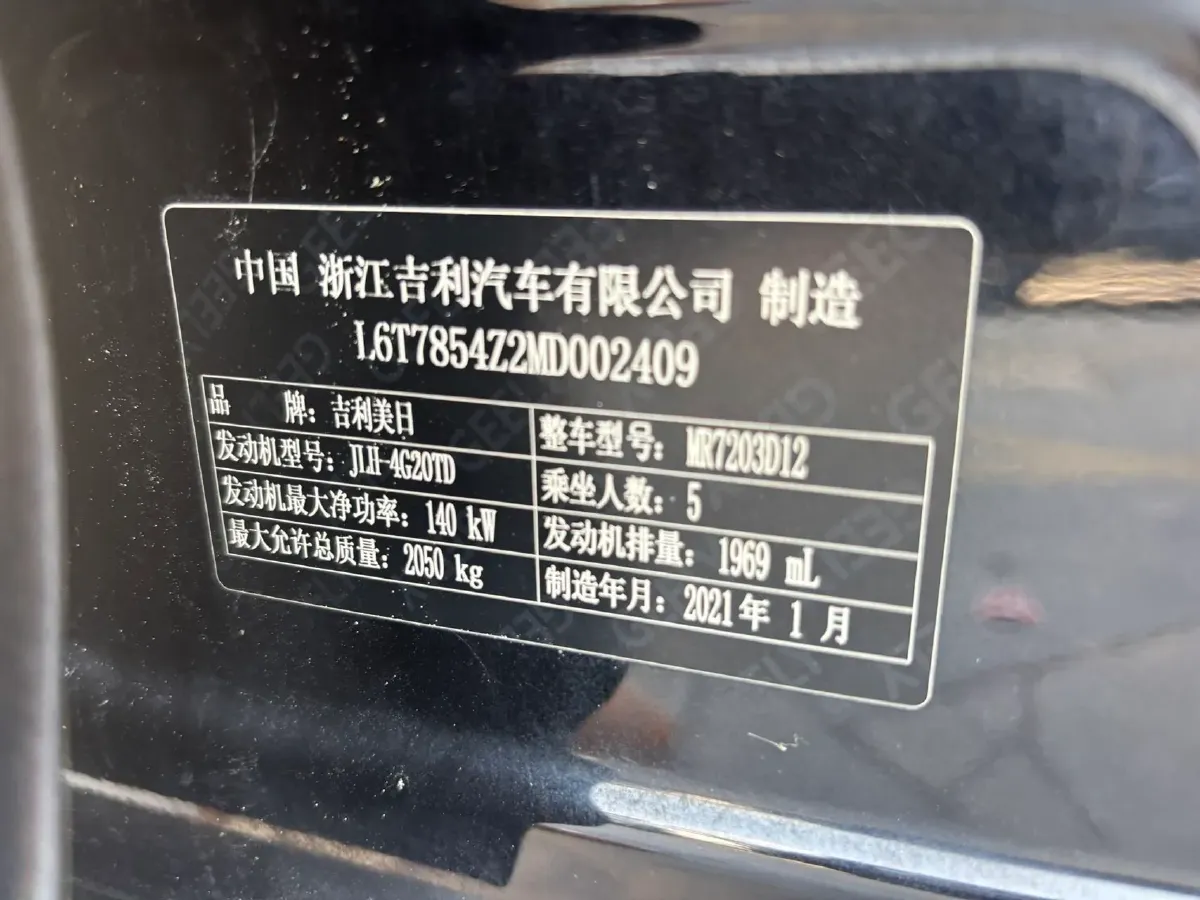 中国 浙江吉利汽车有限公司 制造
L6T7854Z2MD002409
品 牌：吉利美日 整车型号：MR7203D12
发动机型号：JLH-4G20TD 乘坐人数：5
发动机最大净功率：140 kW 发动机排量：1969 mL
最大允许总质量：2050 kg 制造年月：2021年 1 月